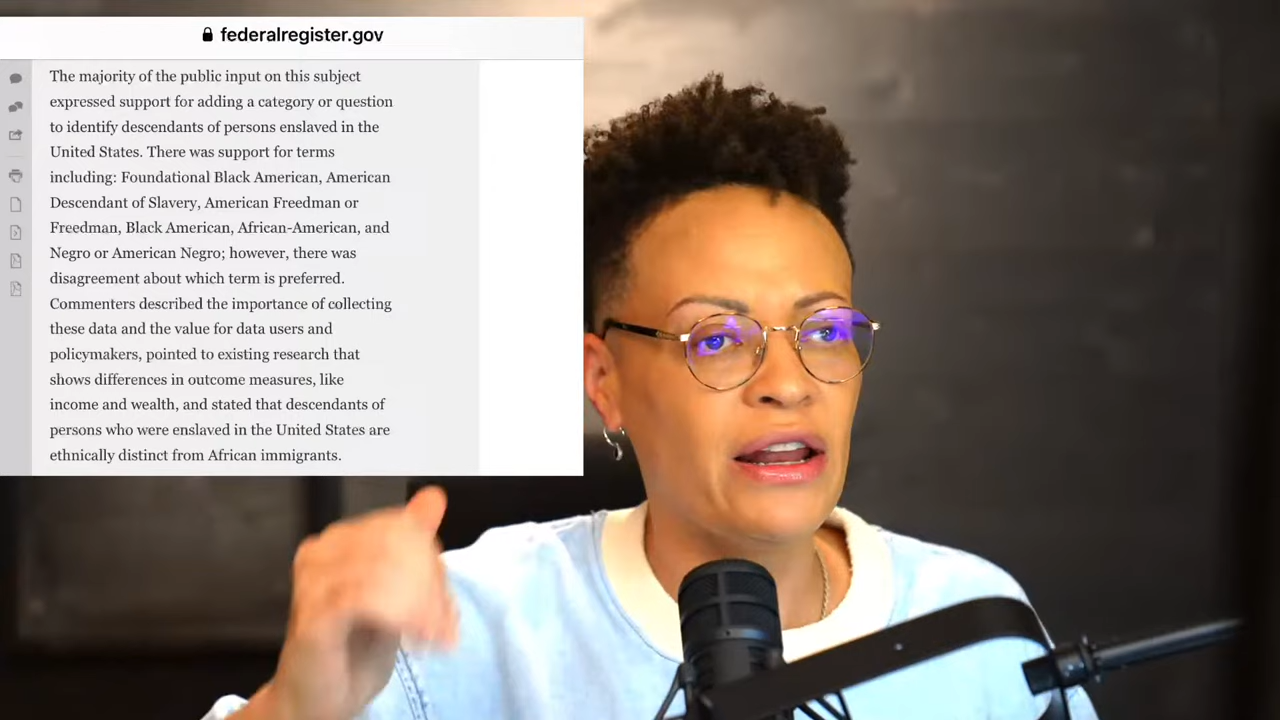 federalregister.gov
The majority of the public input on this subject
expressed support for adding a category or question
to identify descendants of persons enslaved in the
United States. There was support for terms
including: Foundational Black American, American
Descendant of Slavery, American Freedman or
Freedman, Black American, African-American, and
Negro or American Negro; however, there was
disagreement about which term is preferred.
Commenters described the importance of collecting
these data and the value for data users and
policymakers, pointed to existing research that
shows differences in outcome measures, like
income and wealth, and stated that descendants of
persons who were enslaved in the United States are
ethnically distinct from African immigrants.